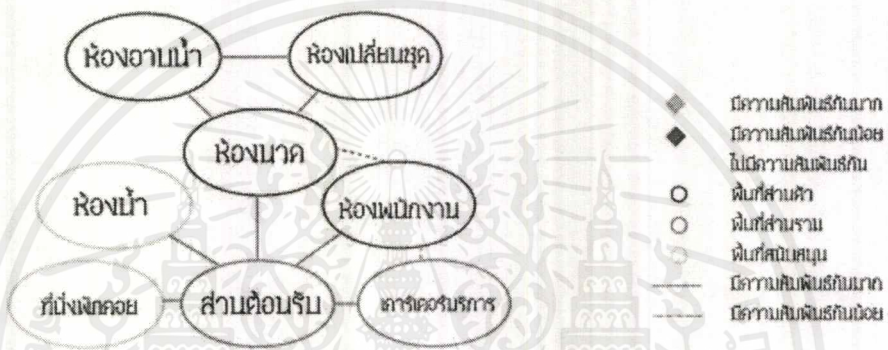 ห้องอาบน้ำ
ห้องเปลี่ยนชุด
ห้องนวด
ห้องน้ำ
ห้องพนักงาน
ที่นั่งพักคอย
ส่วนต้อนรับ
เคาร์เตอร์บริการ
มีความสัมพันธ์กันมาก
มีความสัมพันธ์กันน้อย
ไม่มีความสัมพันธ์กัน
พื้นที่ส่วนตัว
พื้นที่ส่วนรวม
พื้นที่สนับสนุน
มีความสัมพันธ์กันมาก
มีความสัมพันธ์กันน้อย